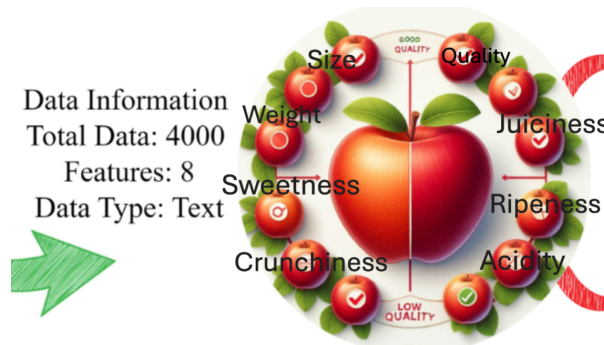 Data Information
Total Data: 4000
Features: 8
Data Type: Text
GOOD
QUALITY
Size
Quality
Weight
Juiciness
Sweetness
Ripeness
Crunchiness
Acidity
LOW
QUALITY